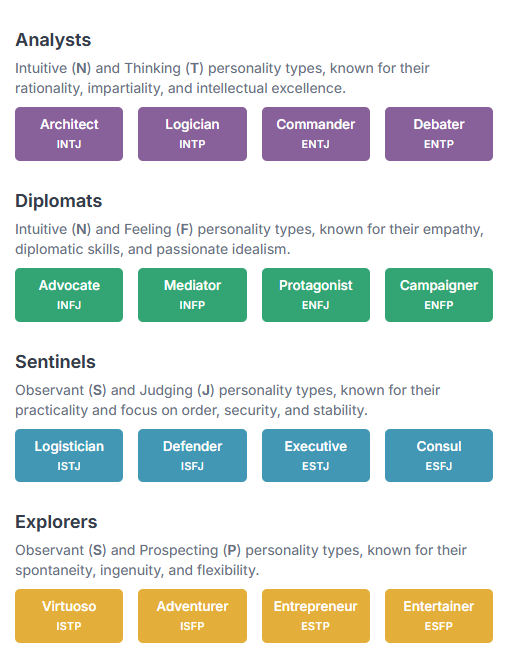 Analysts
Intuitive (N) and Thinking (T) personality types, known for their
rationality, impartiality, and intellectual excellence.
Architect Logician Commander Debater
INTJ INTP ENTJ ENTP
Diplomats
Intuitive (N) and Feeling (F) personality types, known for their empathy,
diplomatic skills, and passionate idealism.
Advocate Mediator Protagonist Campaigner
INFJ INFP ENFJ ENFP
Sentinels
Observant (S) and Judging (J) personality types, known for their
practicality and focus on order, security, and stability.
Logistician Defender Executive Consul
ISTJ ISFJ ESTJ ESFJ
Explorers
Observant (S) and Prospecting (P) personality types, known for their
spontaneity, ingenuity, and flexibility.
Virtuoso Adventurer Entrepreneur Entertainer
ISTP ISFP ESTP ESFP